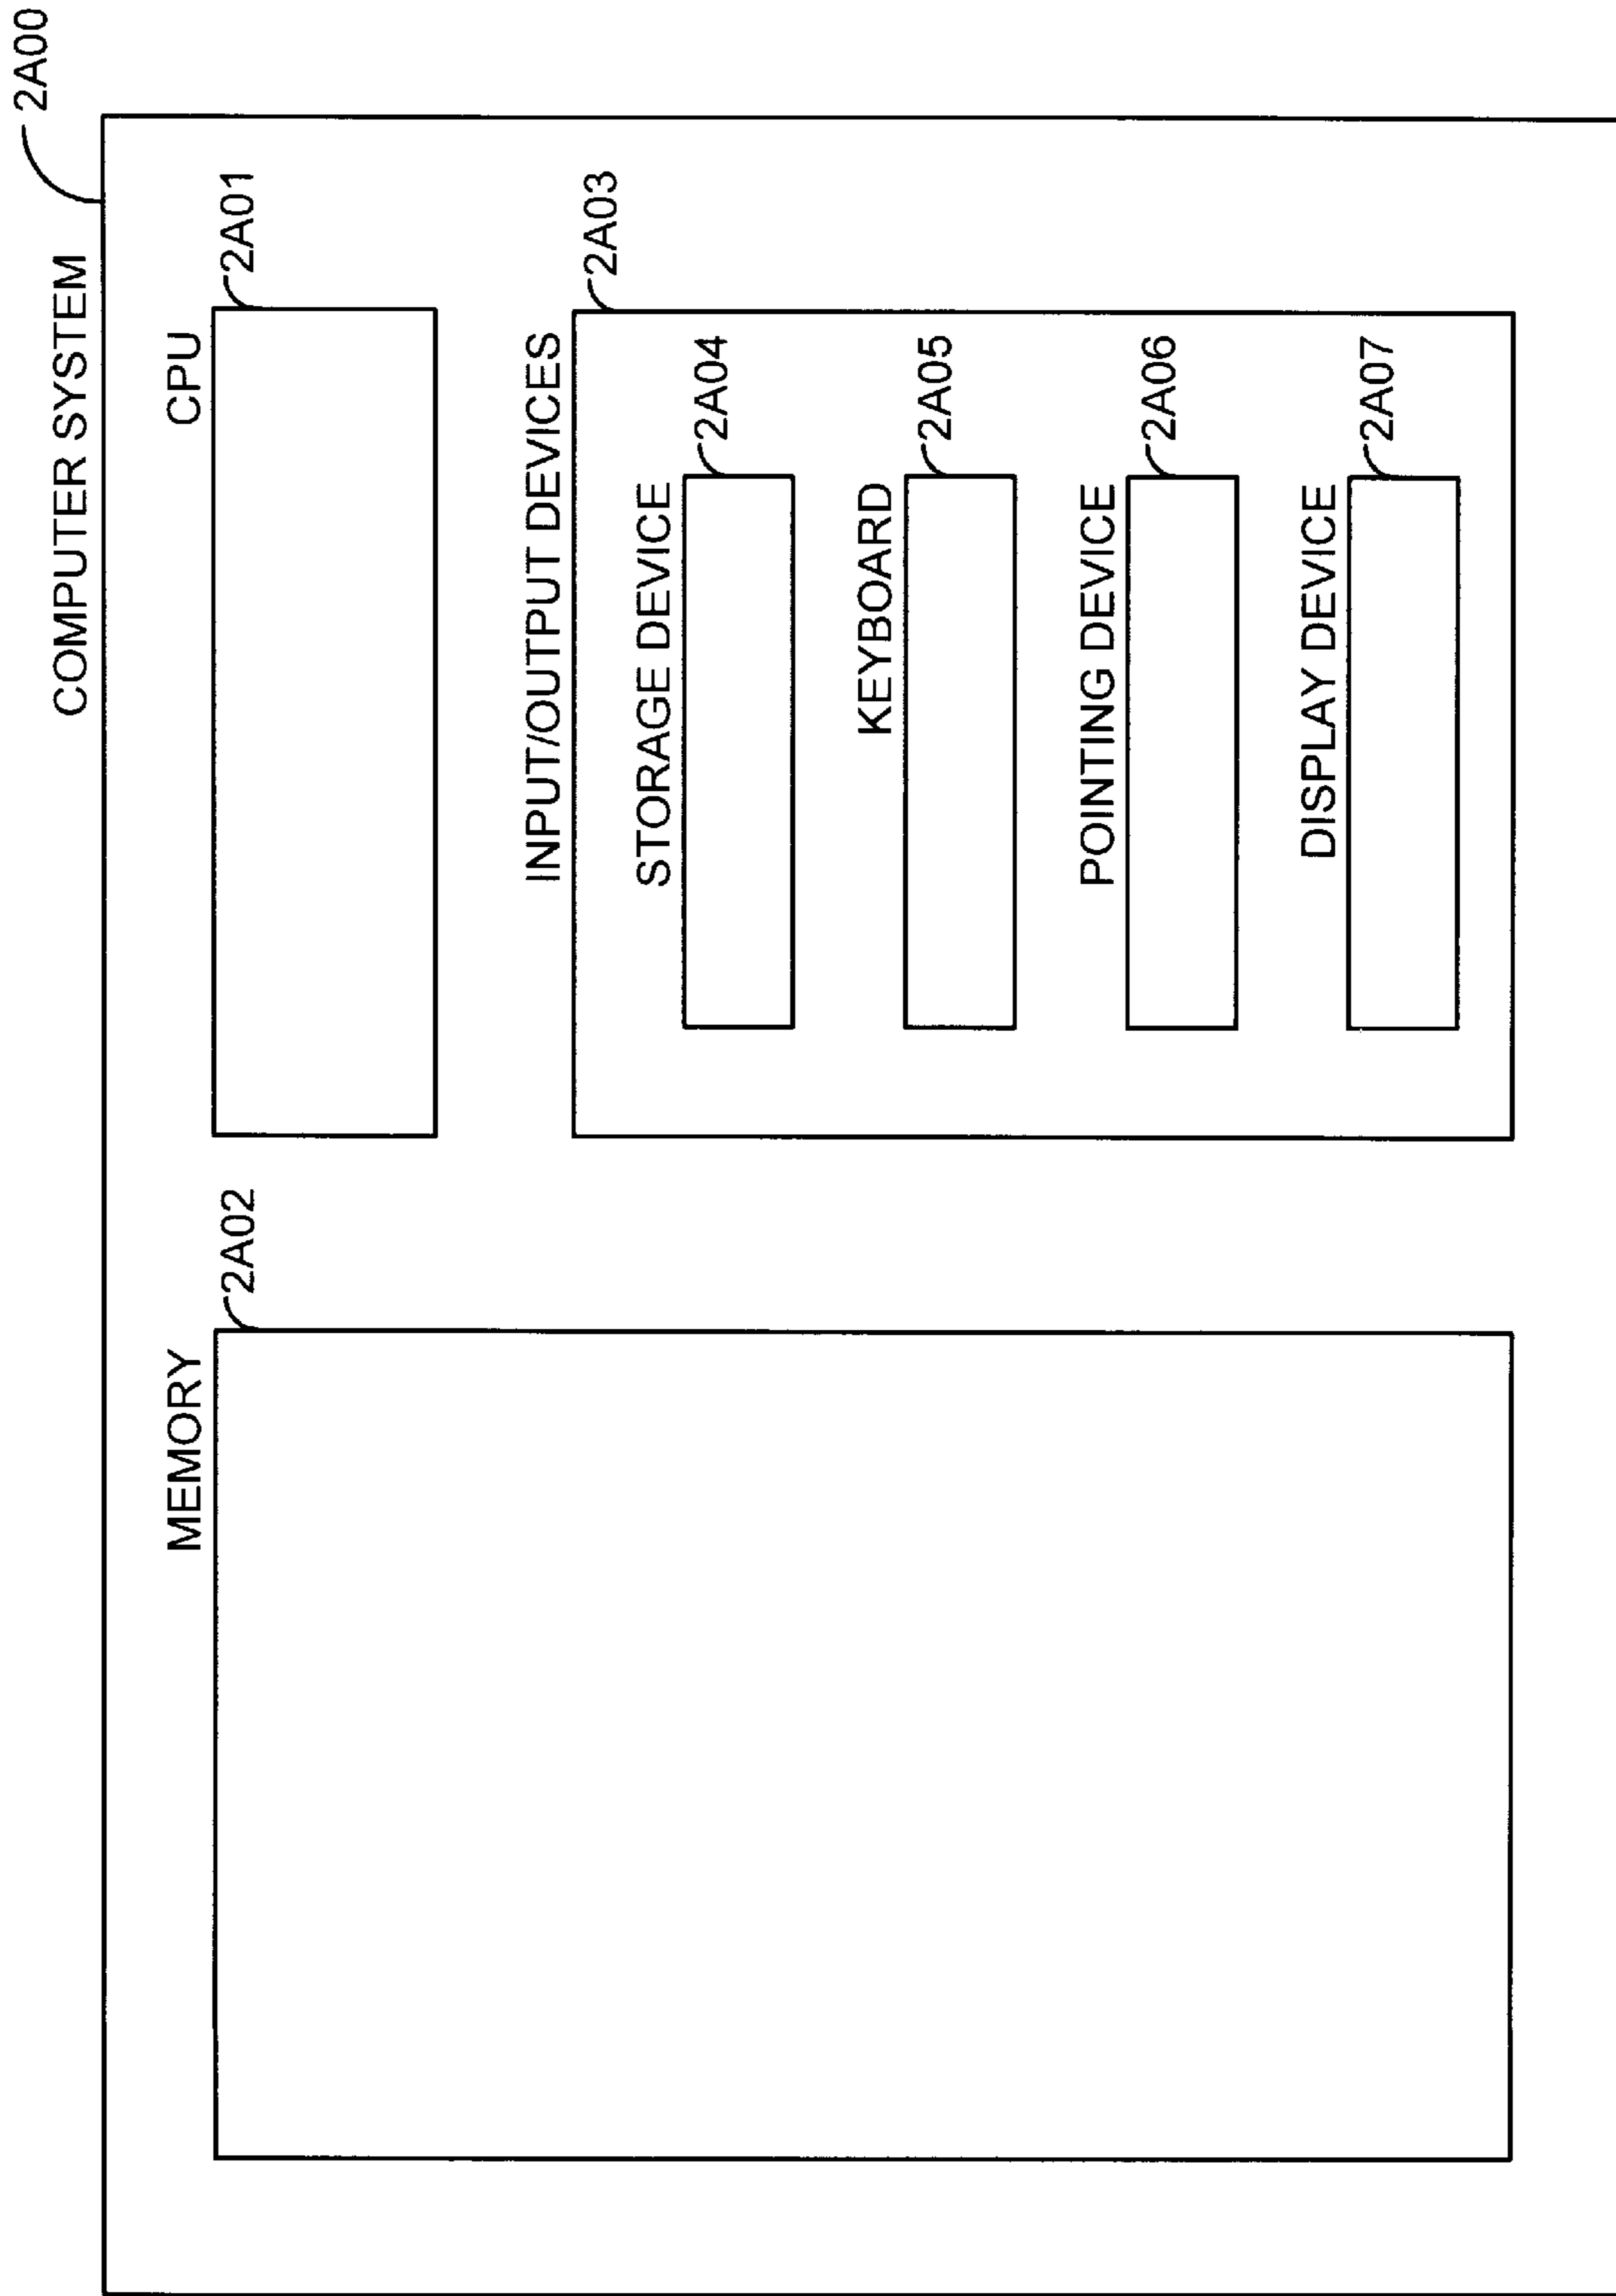 COMPUTER SYSTEM
2A00
MEMORY
2A02
CPU
2A01
INPUT/OUTPUT DEVICES
2A03
STORAGE DEVICE
2A04
KEYBOARD
2A05
POINTING DEVICE
2A06
DISPLAY DEVICE
2A07